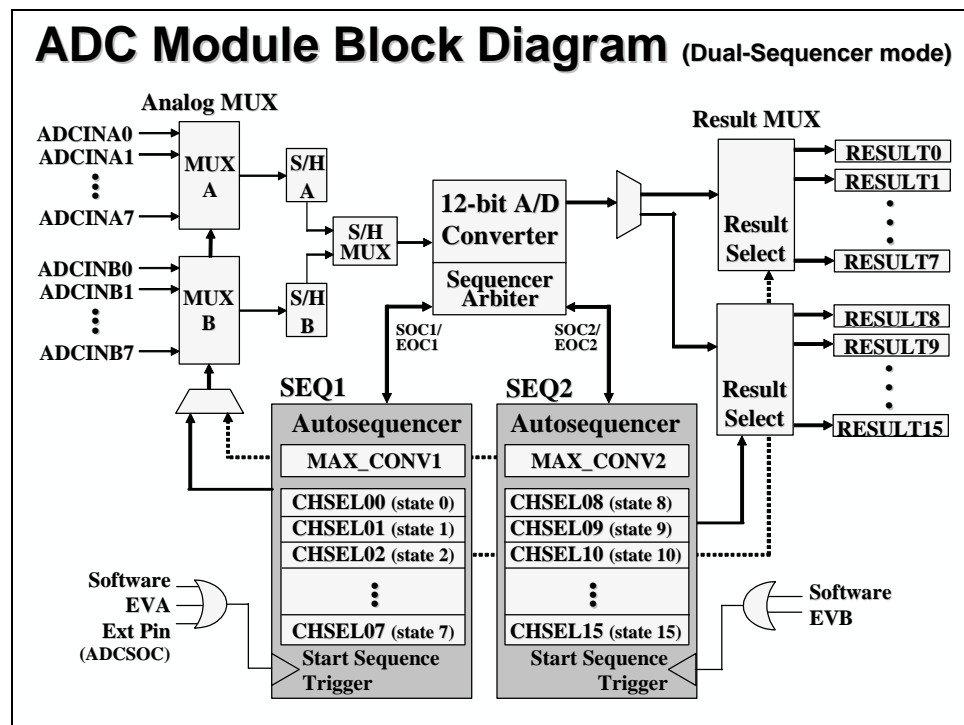 ADC Module Block Diagram (Dual-Sequencer mode)
Analog MUX
ADCINA0
ADCINA1
ADCINA7
MUX
A
S/H
A
ADCINB0
ADCINB1
ADCINB7
MUX
B
S/H
B
S/H
MUX
12-bit A/D
Converter
Sequencer
Arbiter
SOC1/
EOC1
SOC2/
EOC2
Result MUX
Result
Select
RESULT0
RESULT1
RESULT7
Result
Select
RESULT8
RESULT9
RESULT15
SEQ1
Autosequencer
MAX_CONV1
CHSEL00 (state 0)
CHSEL01 (state 1)
CHSEL02 (state 2)
CHSEL07 (state 7)
Start Sequence
Trigger
SEQ2
Autosequencer
MAX_CONV2
CHSEL08 (state 8)
CHSEL09 (state 9)
CHSEL10 (state 10)
CHSEL15 (state 15)
Start Sequence
Trigger
Software
EVA
Ext Pin
(ADCSOC)
Software
EVB